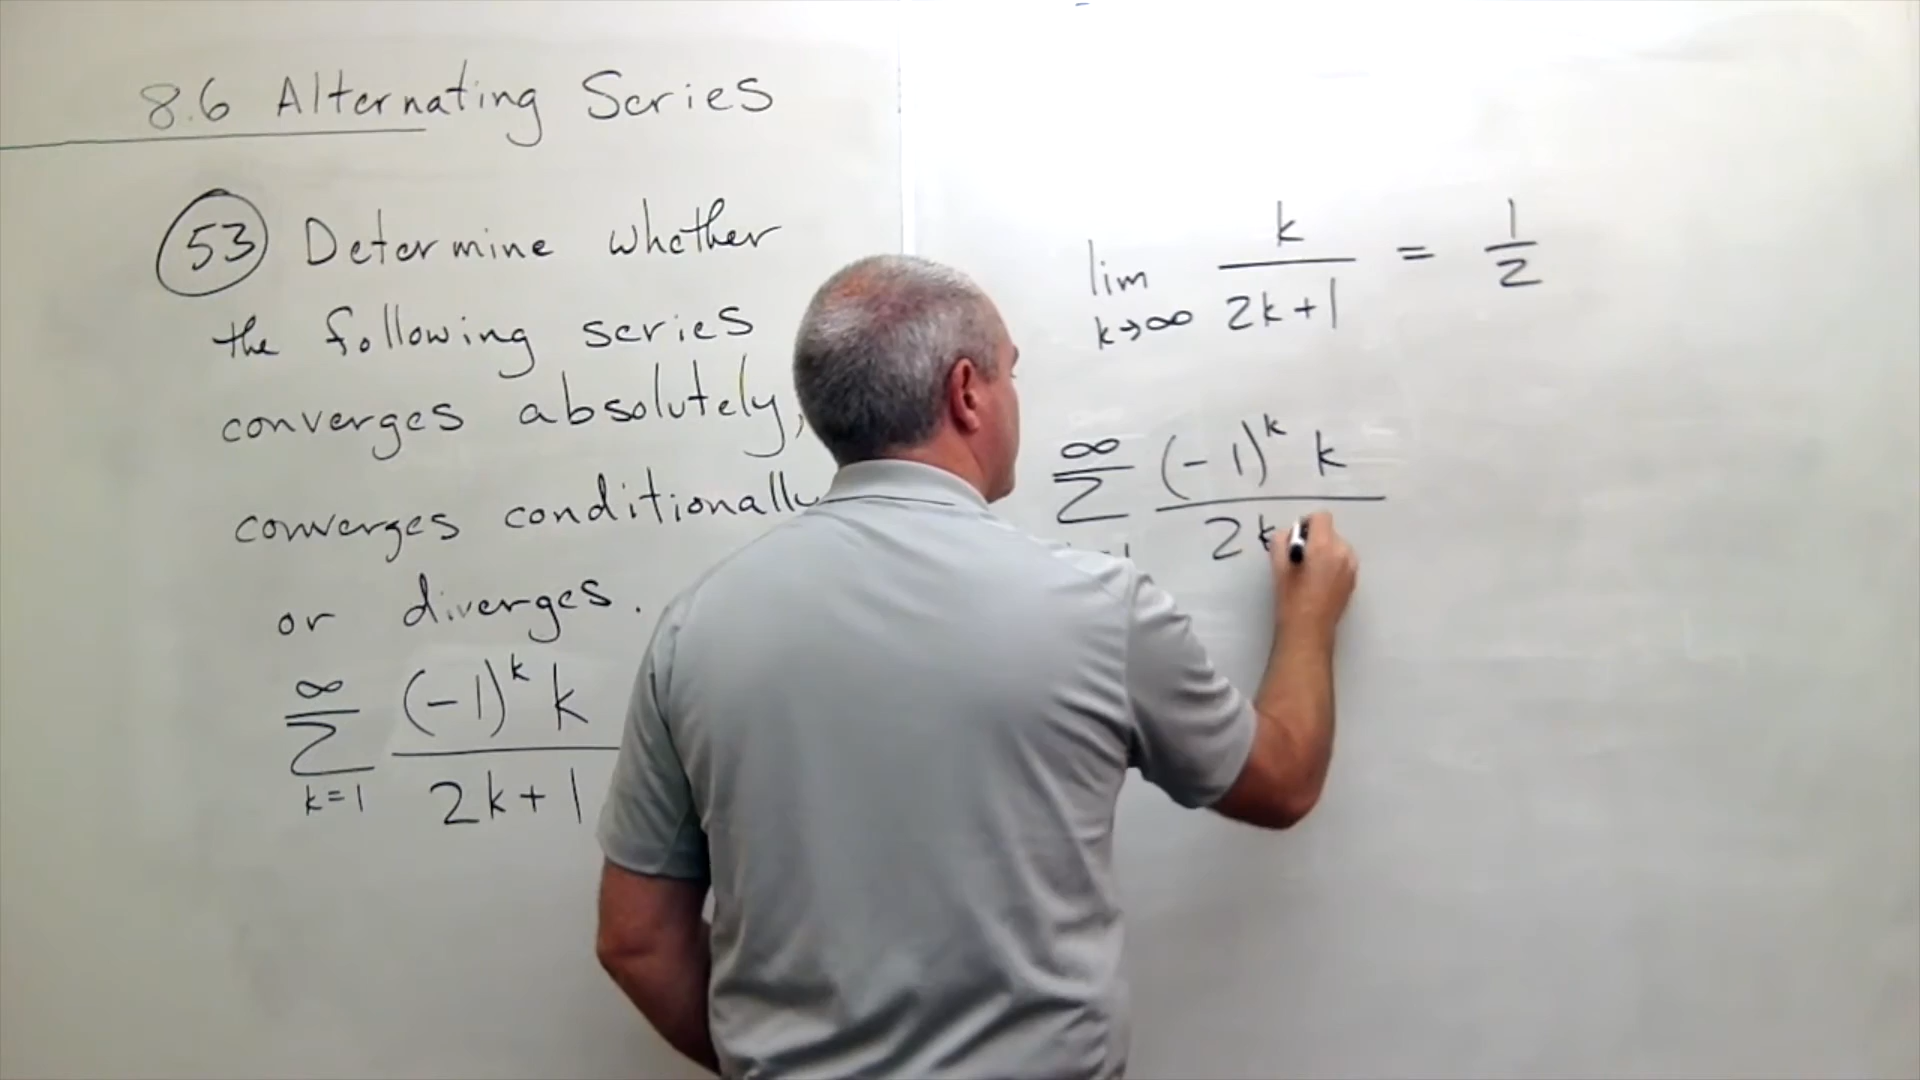 8.6 Alternating Series
53 Determine whether
the following series
converges absolutely,
converges conditionally
or diverges.
∞
∑ (-1)^k k
k=1 2k+1
lim k = 1
k→∞ 2k+1 2
∞
∑ (-1)^k k
2k